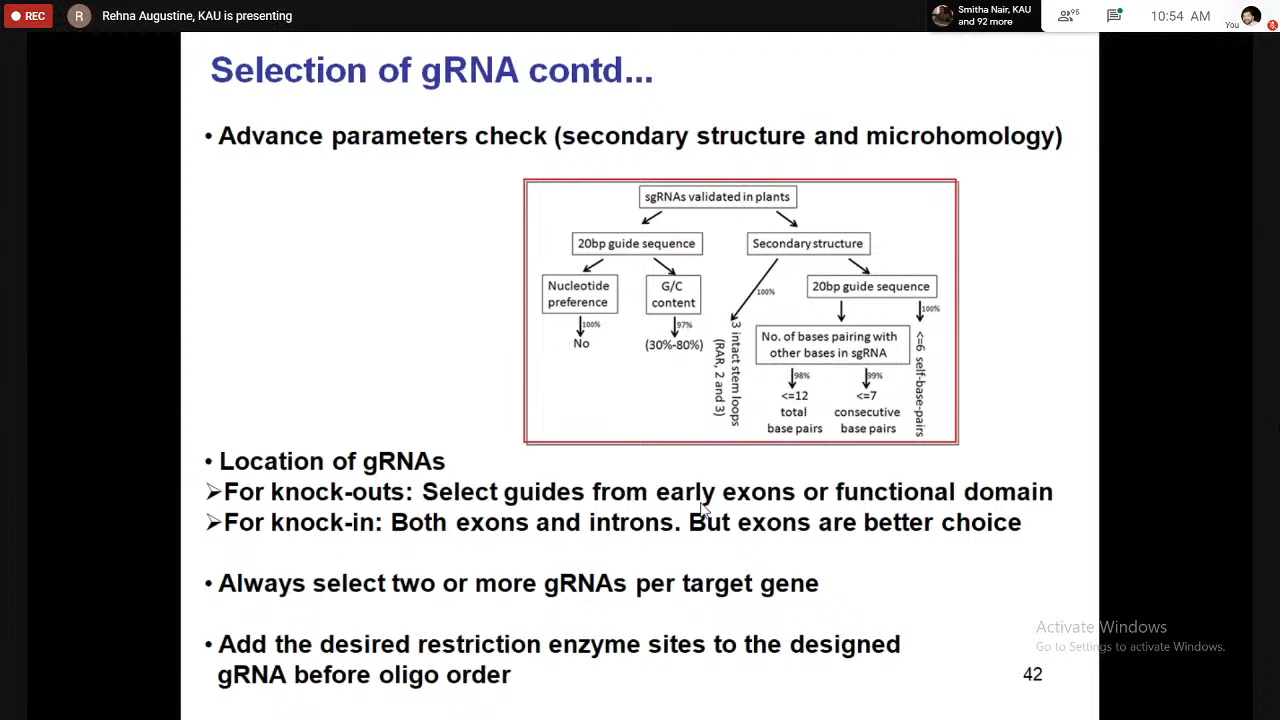 REC
R
Rehna Augustine, KAU is presenting
Smitha Nair, KAU
and 92 more
95
10:54 AM
You
Selection of gRNA contd...
• Advance parameters check (secondary structure and microhomology)
sgRNAs validated in plants
20bp guide sequence
Secondary structure
Nucleotide
preference
G/C
content
100%
20bp guide sequence
100%
No
97%
(30%-80%)
3 intact stem loops
(RAR, 2 and 3)
No. of bases pairing with
other bases in sgRNA
100%
<=6 self-base-pairs
98%
<=12
total
base pairs
99%
<=7
consecutive
base pairs
• Location of gRNAs
➢For knock-outs: Select guides from early exons or functional domain
➢For knock-in: Both exons and introns. But exons are better choice
• Always select two or more gRNAs per target gene
• Add the desired restriction enzyme sites to the designed
gRNA before oligo order
Activate Windows
Go to Settings to activate Windows.
42